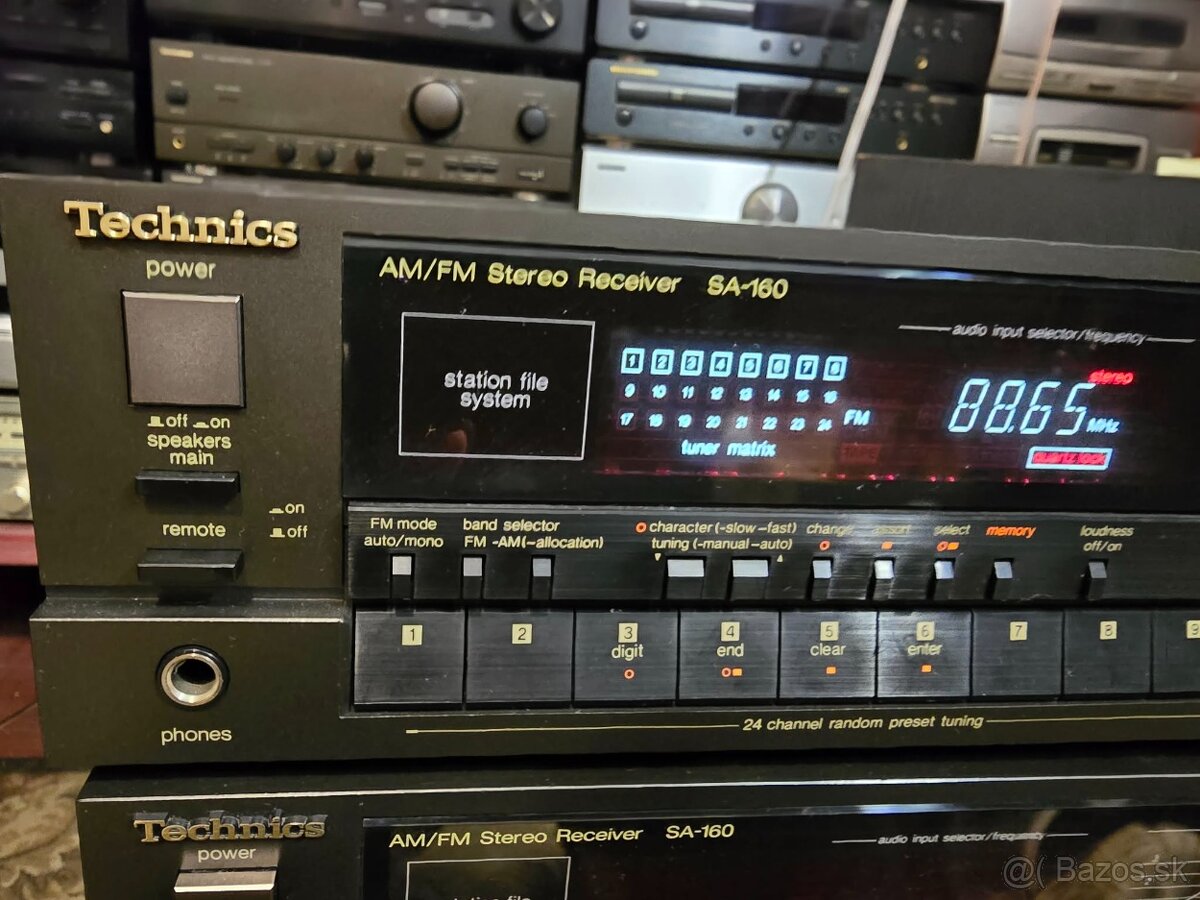 Technics
power
off on
speakers
main
remote
on
off
phones
AM/FM Stereo Receiver SA-160
station file
system
1 2 3 4 5 6 7 8
9 10 11 12 13 14 15 16
17 18 19 20 21 22 23 24 FM
tuner matrix
audio input selector/frequency
stereo
88.65 MHz
quartz lock
FM mode
auto/mono
band selector
FM -AM(-allocation)
character (-slow -fast)
tuning (-manual -auto)
change
select
memory
loudness
off/on
1 2 3 4 5 6 7 8
digit end clear enter
24 channel random preset tuning
Technics
power
AM/FM Stereo Receiver SA-160
audio input selector/frequency
station file
@( Bazos.sk